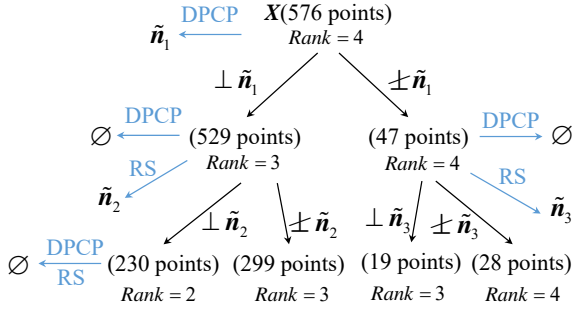 DPCP X(576 points)
ñ₁ Rank = 4
⊥ ñ₁ ⊥̸ ñ₁
∅ DPCP (529 points) (47 points) DPCP ∅
Rank = 3 Rank = 4
RS RS
ñ₂ ñ₃
⊥ ñ₂ ⊥̸ ñ₂ ⊥ ñ₃ ⊥̸ ñ₃
∅ DPCP (230 points) (299 points) (19 points) (28 points)
RS Rank = 2 Rank = 3 Rank = 3 Rank = 4